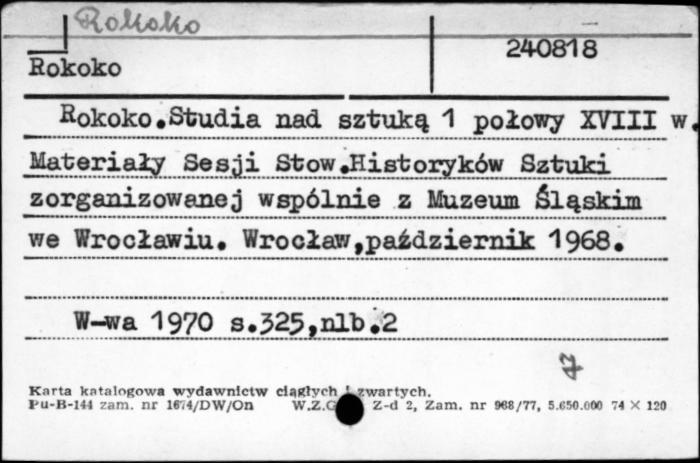 Rokoko
240818
Rokoko
Rokoko.Studia nad sztuką 1 połowy XVIII w.
Materiały Sesji Stow.Historyków Sztuki
zorganizowanej wspólnie z Muzeum Śląskim
we Wrocławiu. Wrocław,październik 1968.
W-wa 1970 s.325,nlb.2
Karta katalogowa wydawnictw ciągłych i zwartych.
Pu-B-144 zam. nr 1674/DW/On W.Z.G Z-d 2, Zam. nr 968/77, 5.650.000 74 × 120